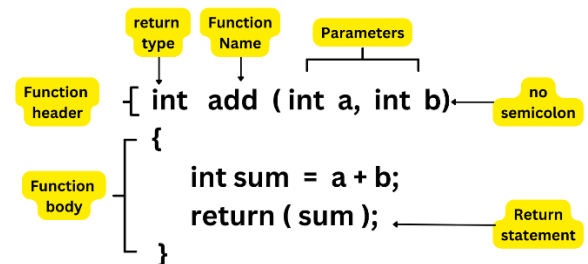 return
type
Function
Name
Parameters
Function
header
int add ( int a, int b)
no
semicolon
{
Function
body
int sum = a + b;
return ( sum );
Return
statement
}